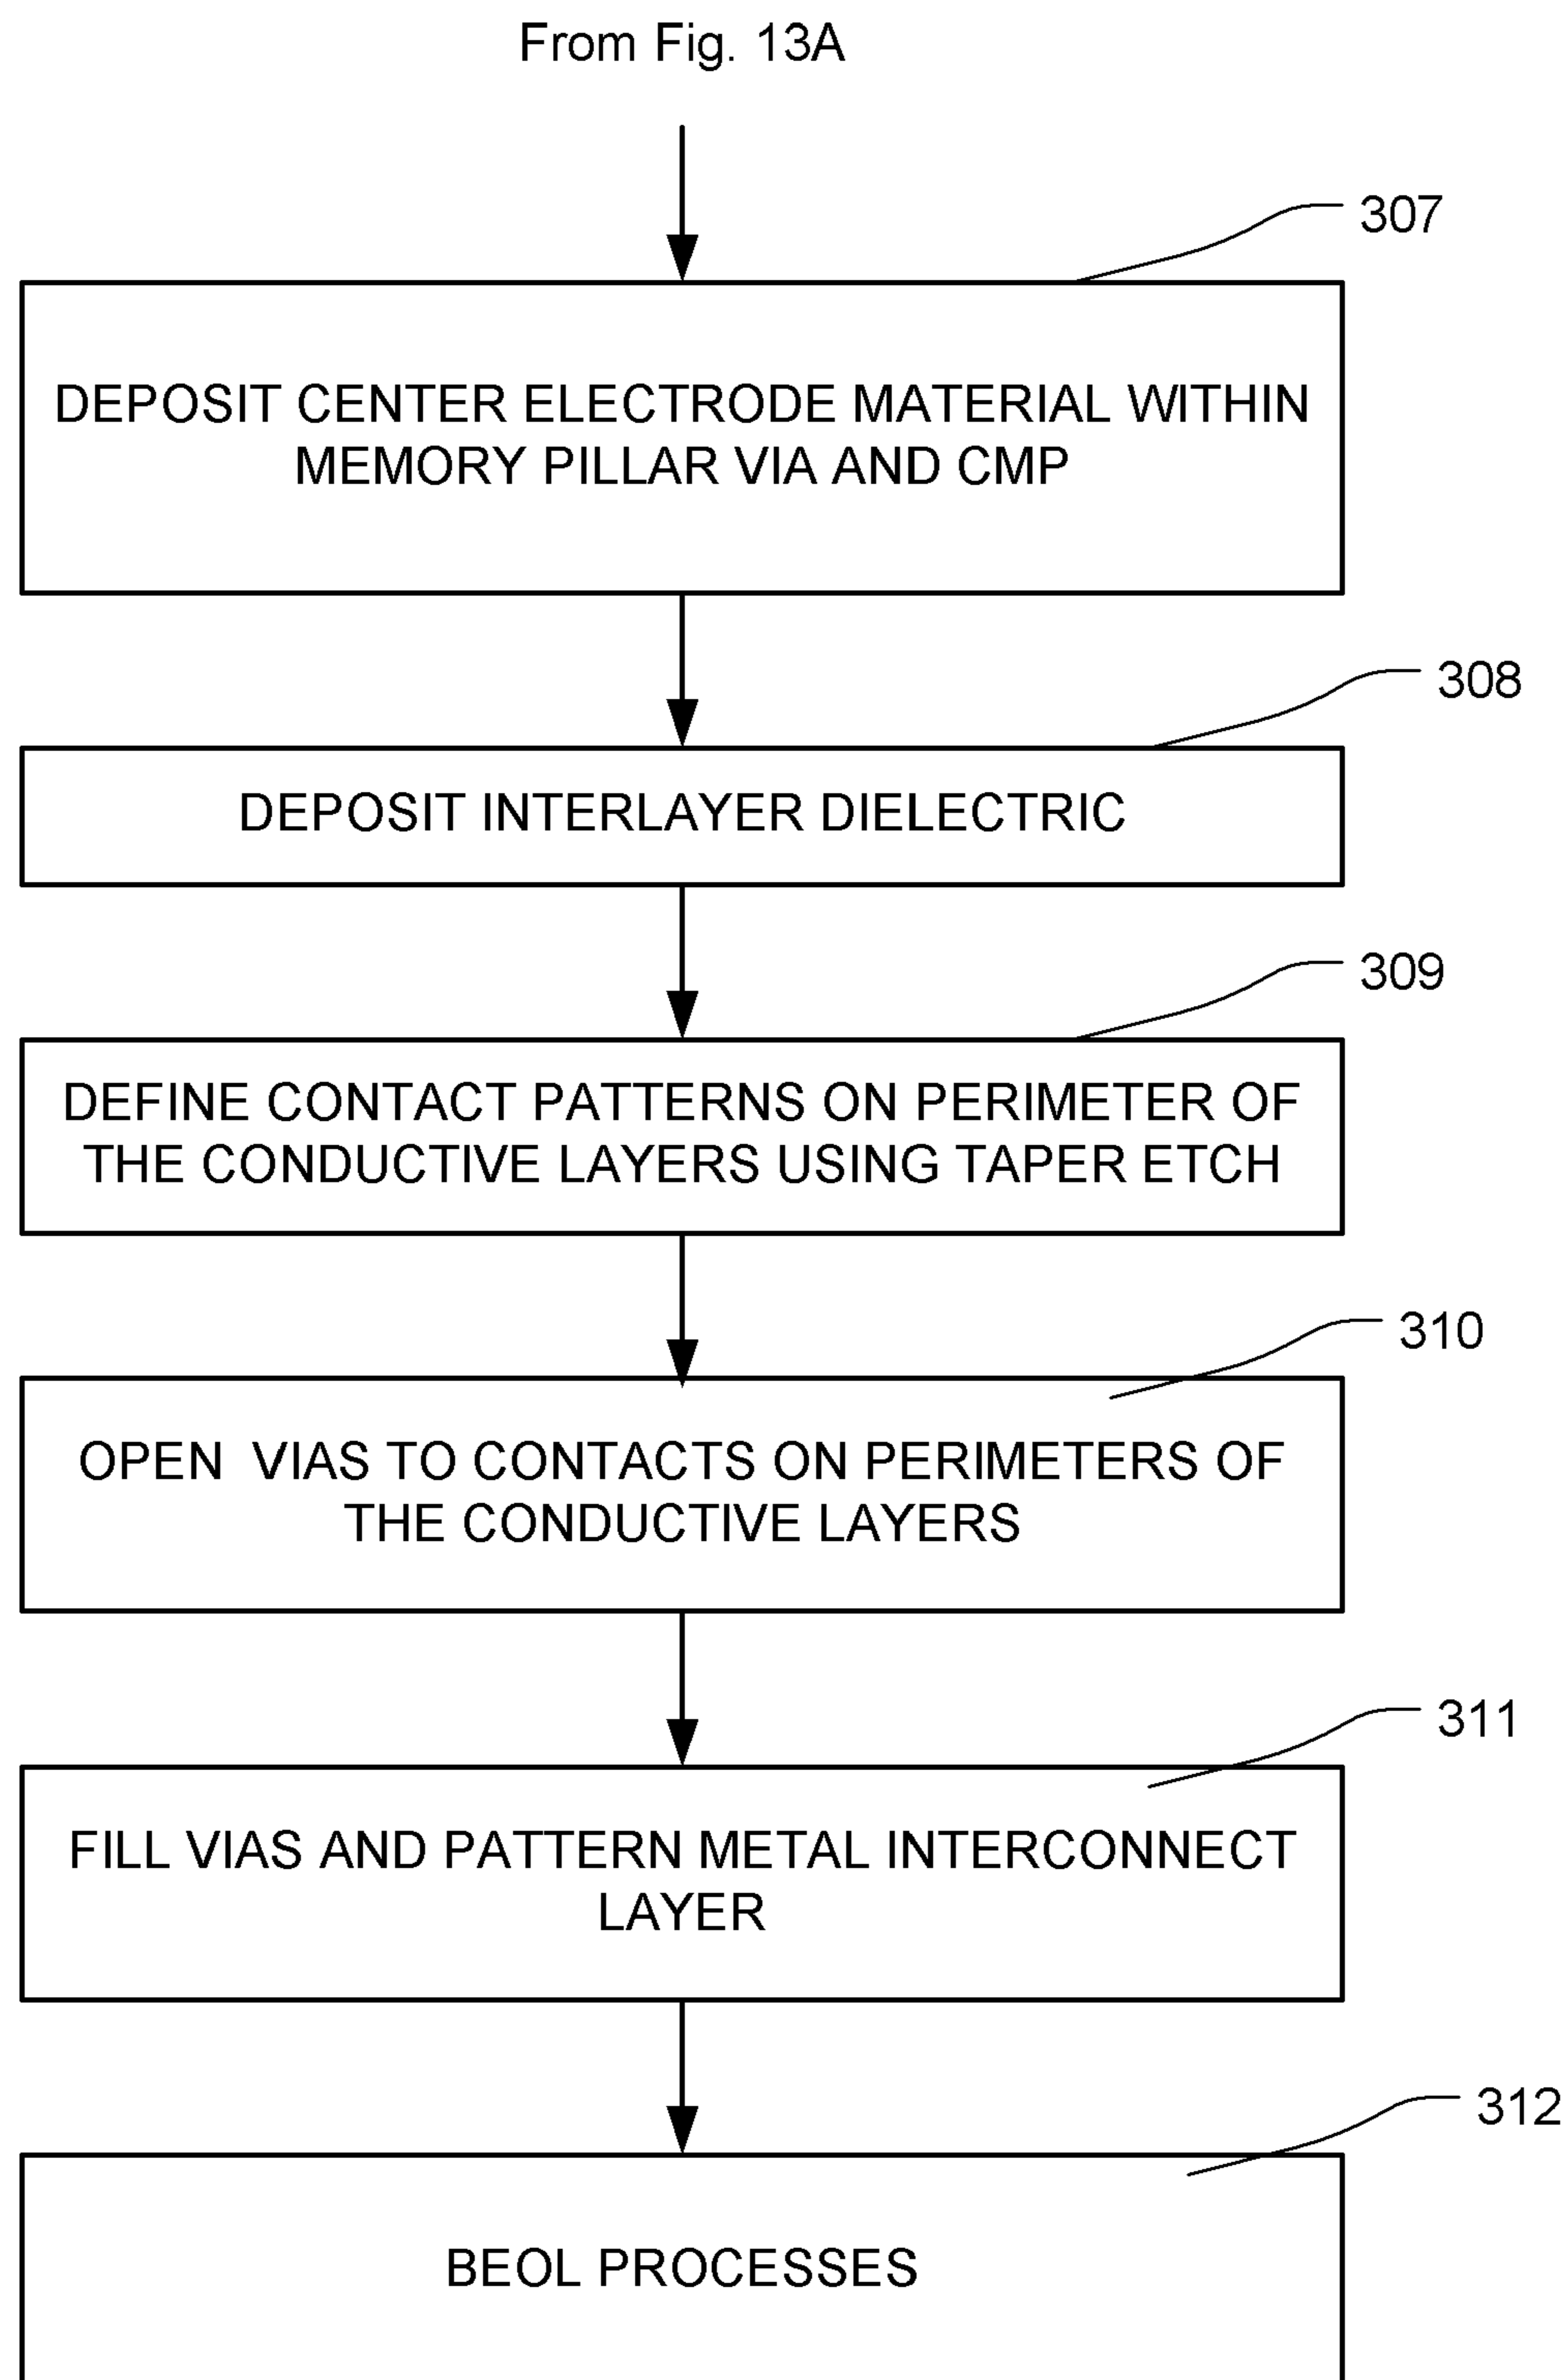 From Fig. 13A
307
DEPOSIT CENTER ELECTRODE MATERIAL WITHIN
MEMORY PILLAR VIA AND CMP
308
DEPOSIT INTERLAYER DIELECTRIC
309
DEFINE CONTACT PATTERNS ON PERIMETER OF
THE CONDUCTIVE LAYERS USING TAPER ETCH
310
OPEN VIAS TO CONTACTS ON PERIMETERS OF
THE CONDUCTIVE LAYERS
311
FILL VIAS AND PATTERN METAL INTERCONNECT
LAYER
312
BEOL PROCESSES